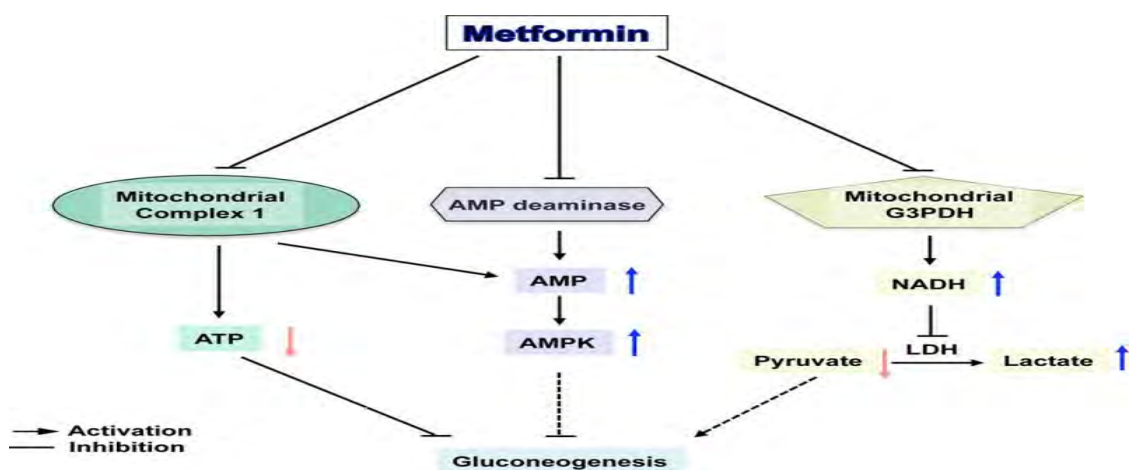 Metformin
Mitochondrial
Complex 1
AMP deaminase
Mitochondrial
G3PDH
AMP
NADH
ATP
AMPK
LDH
Pyruvate
Lactate
Activation
Inhibition
Gluconeogenesis